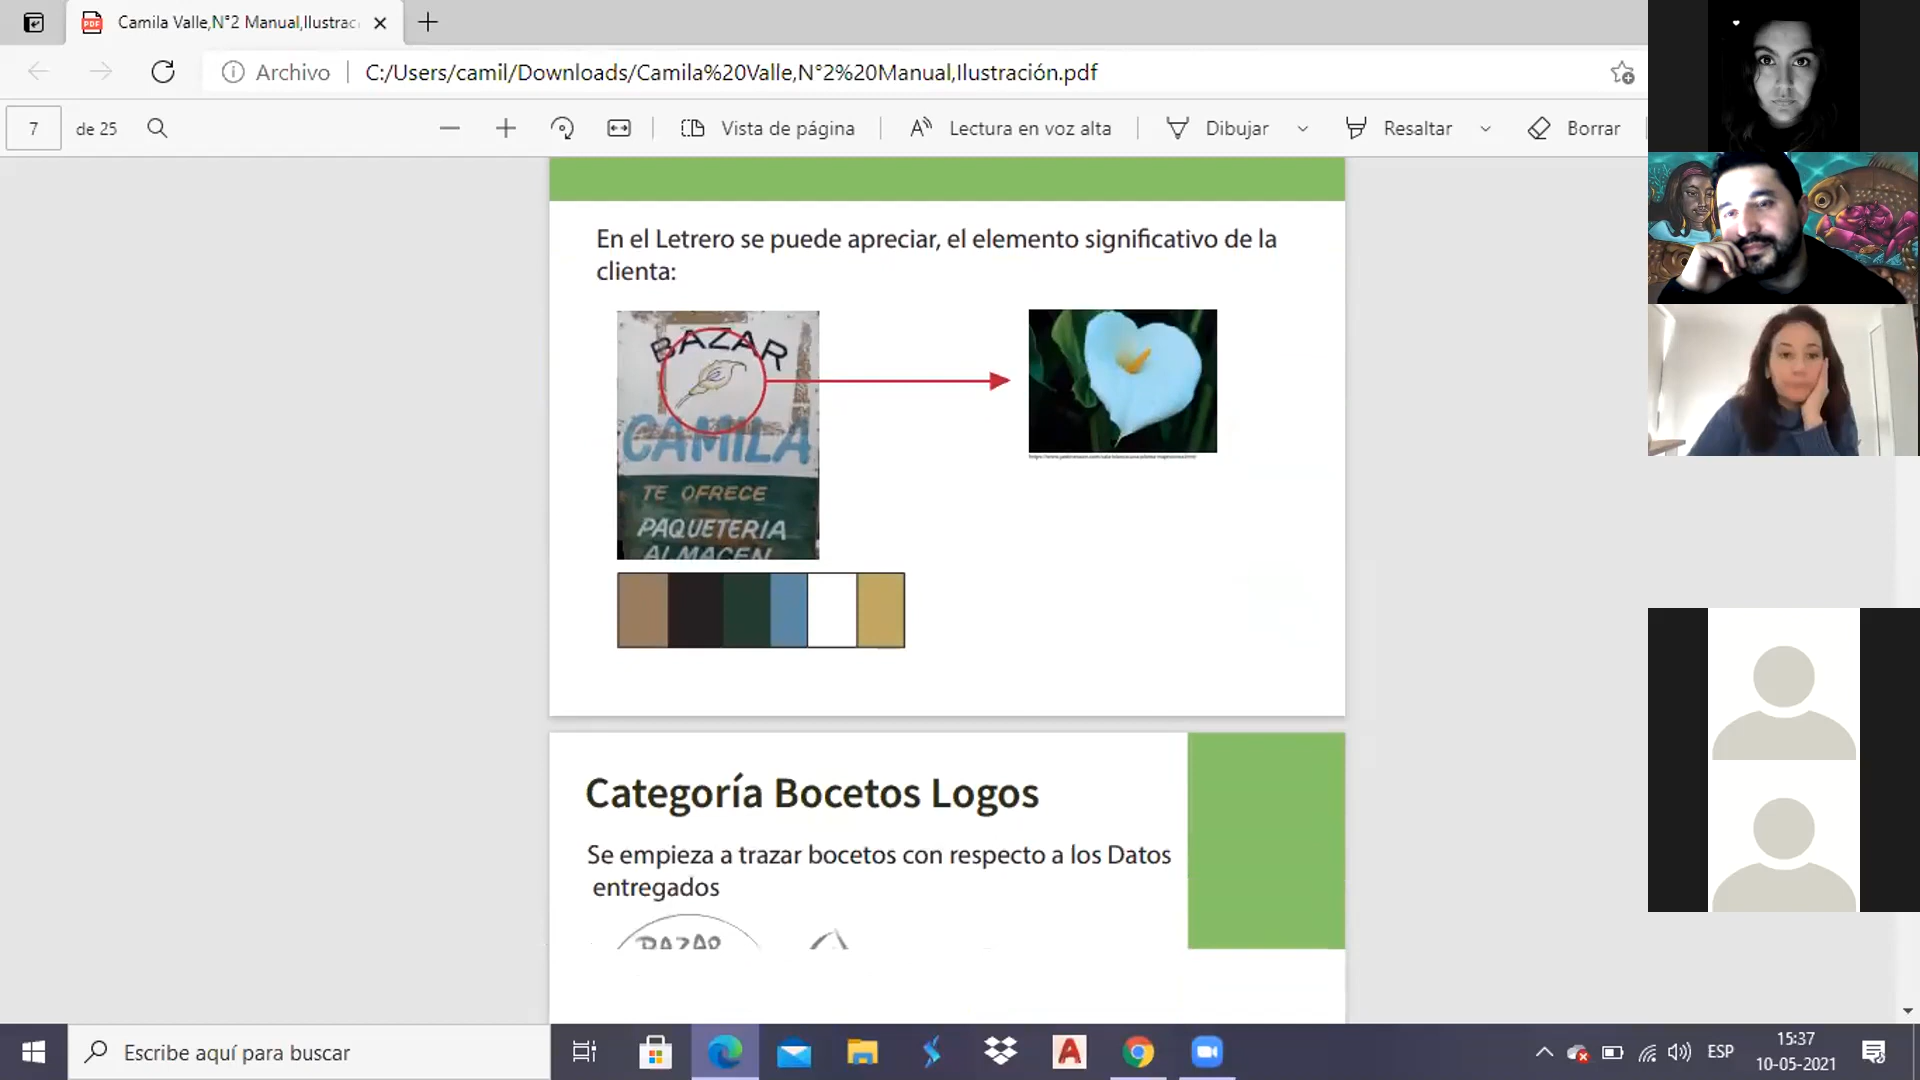 Camila Valle,N°2 Manual,Ilustrac
Archivo
C:/Users/camil/Downloads/Camila%20Valle,N°2%20Manual,Ilustración.pdf
7 de 25
Vista de página
Lectura en voz alta
Dibujar
Resaltar
Borrar
En el Letrero se puede apreciar, el elemento significativo de la
clienta:
BAZAR
CAMILA
TE OFRECE
PAQUETERIA
ALMACEN
Categoría Bocetos Logos
Se empieza a trazar bocetos con respecto a los Datos
entregados
BAZAR
Escribe aquí para buscar
ESP
15:37
10-05-2021